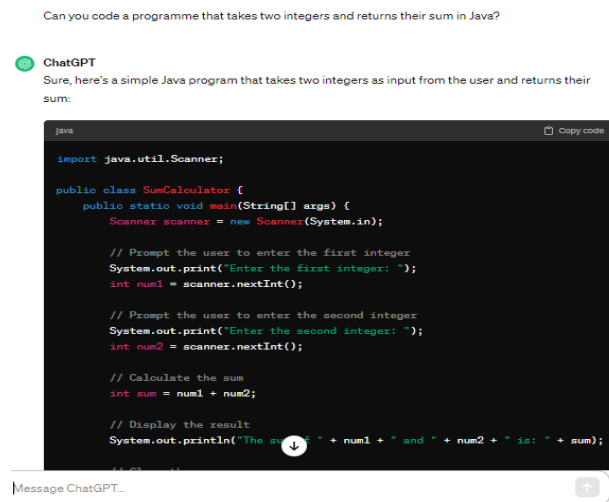 Can you code a programme that takes two integers and returns their sum in Java?
ChatGPT
Sure, here's a simple Java program that takes two integers as input from the user and returns their
sum:
java
Copy code
import java.util.Scanner;
public class SumCalculator {
public static void main(String[] args) {
Scanner scanner = new Scanner(System.in);
// Prompt the user to enter the first integer
System.out.print("Enter the first integer: ");
int num1 = scanner.nextInt();
// Prompt the user to enter the second integer
System.out.print("Enter the second integer: ");
int num2 = scanner.nextInt();
// Calculate the sum
int sum = num1 + num2;
// Display the result
System.out.println("The " + num1 + " and " + num2 + " is: " + sum);
Message ChatGPT...